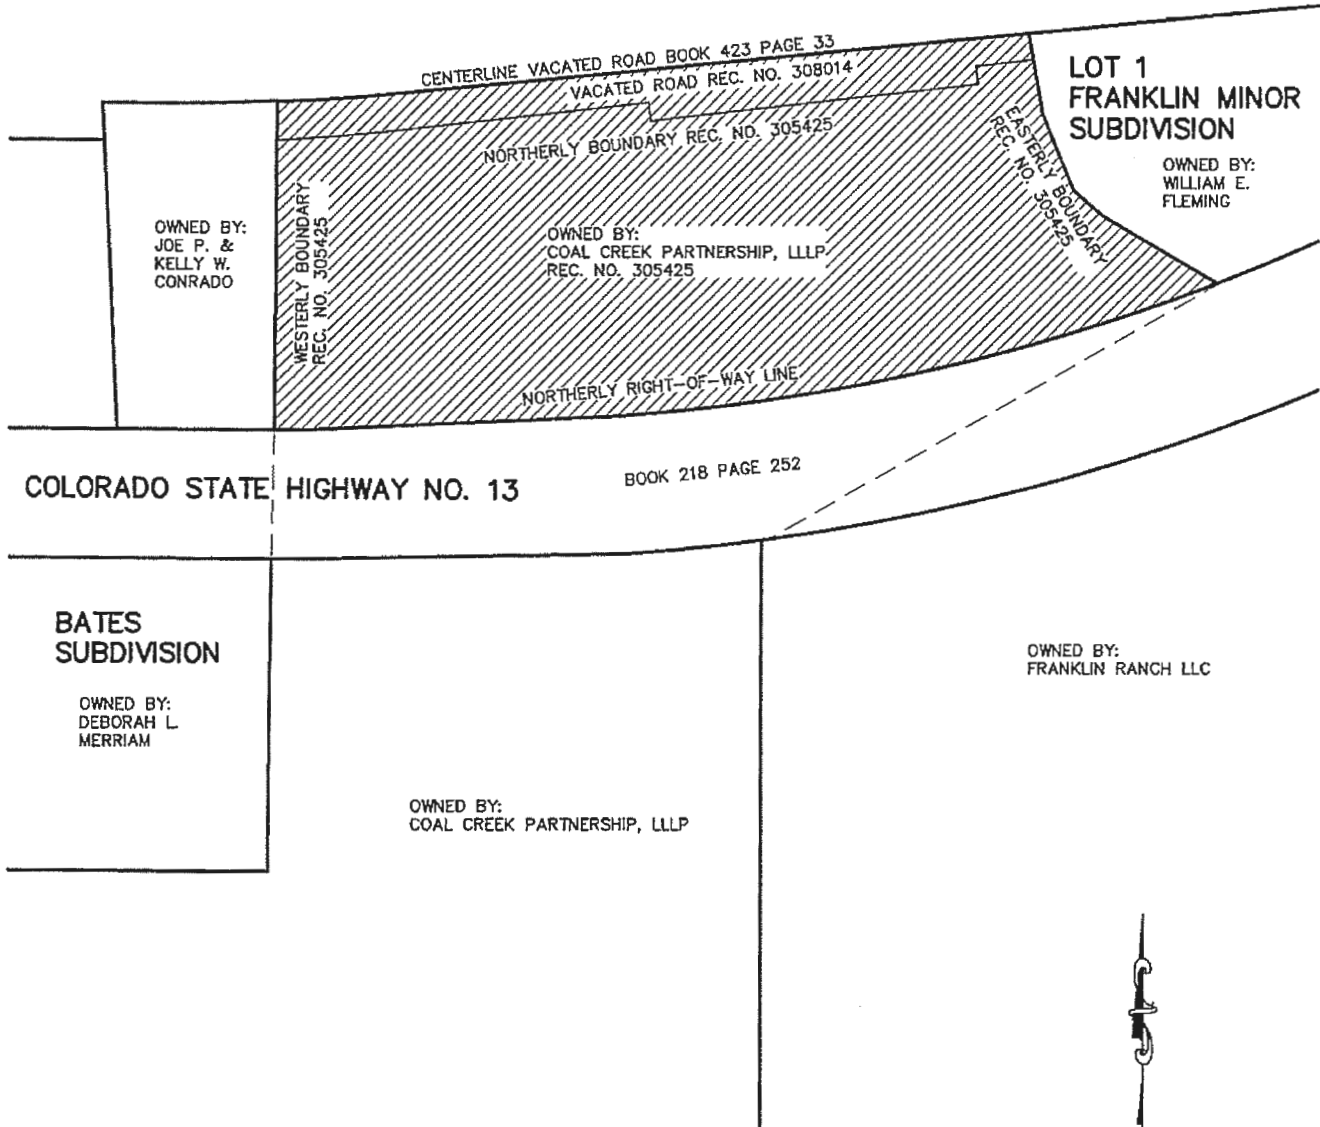 CENTERLINE VACATED ROAD BOOK 423 PAGE 33
VACATED ROAD REC. NO. 308014
NORTHERLY BOUNDARY REC. NO. 305425
LOT 1
FRANKLIN MINOR
SUBDIVISION
OWNED BY:
WILLIAM E.
FLEMING
EASTERLY BOUNDARY
REC. NO. 305425
OWNED BY:
JOE P. &
KELLY W.
CONRADO
WESTERLY BOUNDARY
REC. NO. 305425
OWNED BY:
COAL CREEK PARTNERSHIP, LLLP
REC. NO. 305425
NORTHERLY RIGHT-OF-WAY LINE
COLORADO STATE HIGHWAY NO. 13
BOOK 218 PAGE 252
BATES
SUBDIVISION
OWNED BY:
DEBORAH L.
MERRIAM
OWNED BY:
FRANKLIN RANCH LLC
OWNED BY:
COAL CREEK PARTNERSHIP, LLLP